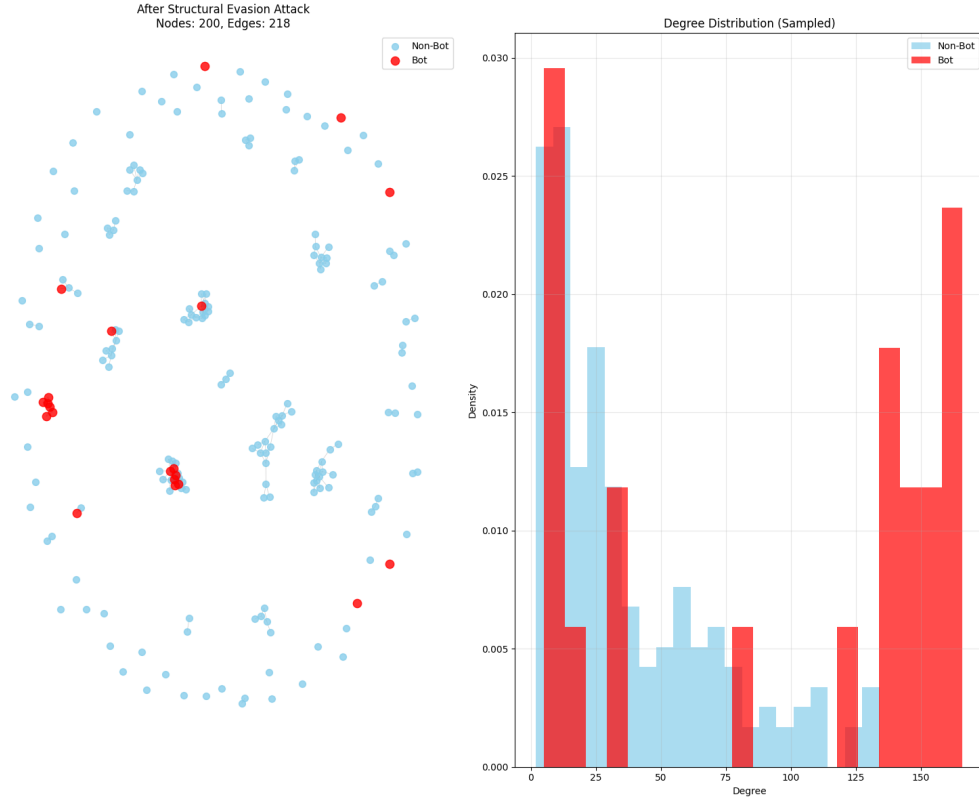 After Structural Evasion Attack
Nodes: 200, Edges: 218
Non-Bot
Bot
Degree Distribution (Sampled)
Non-Bot
Bot
Density
0.030
0.025
0.020
0.015
0.010
0.005
0.000
0
25
50
75
100
125
150
Degree